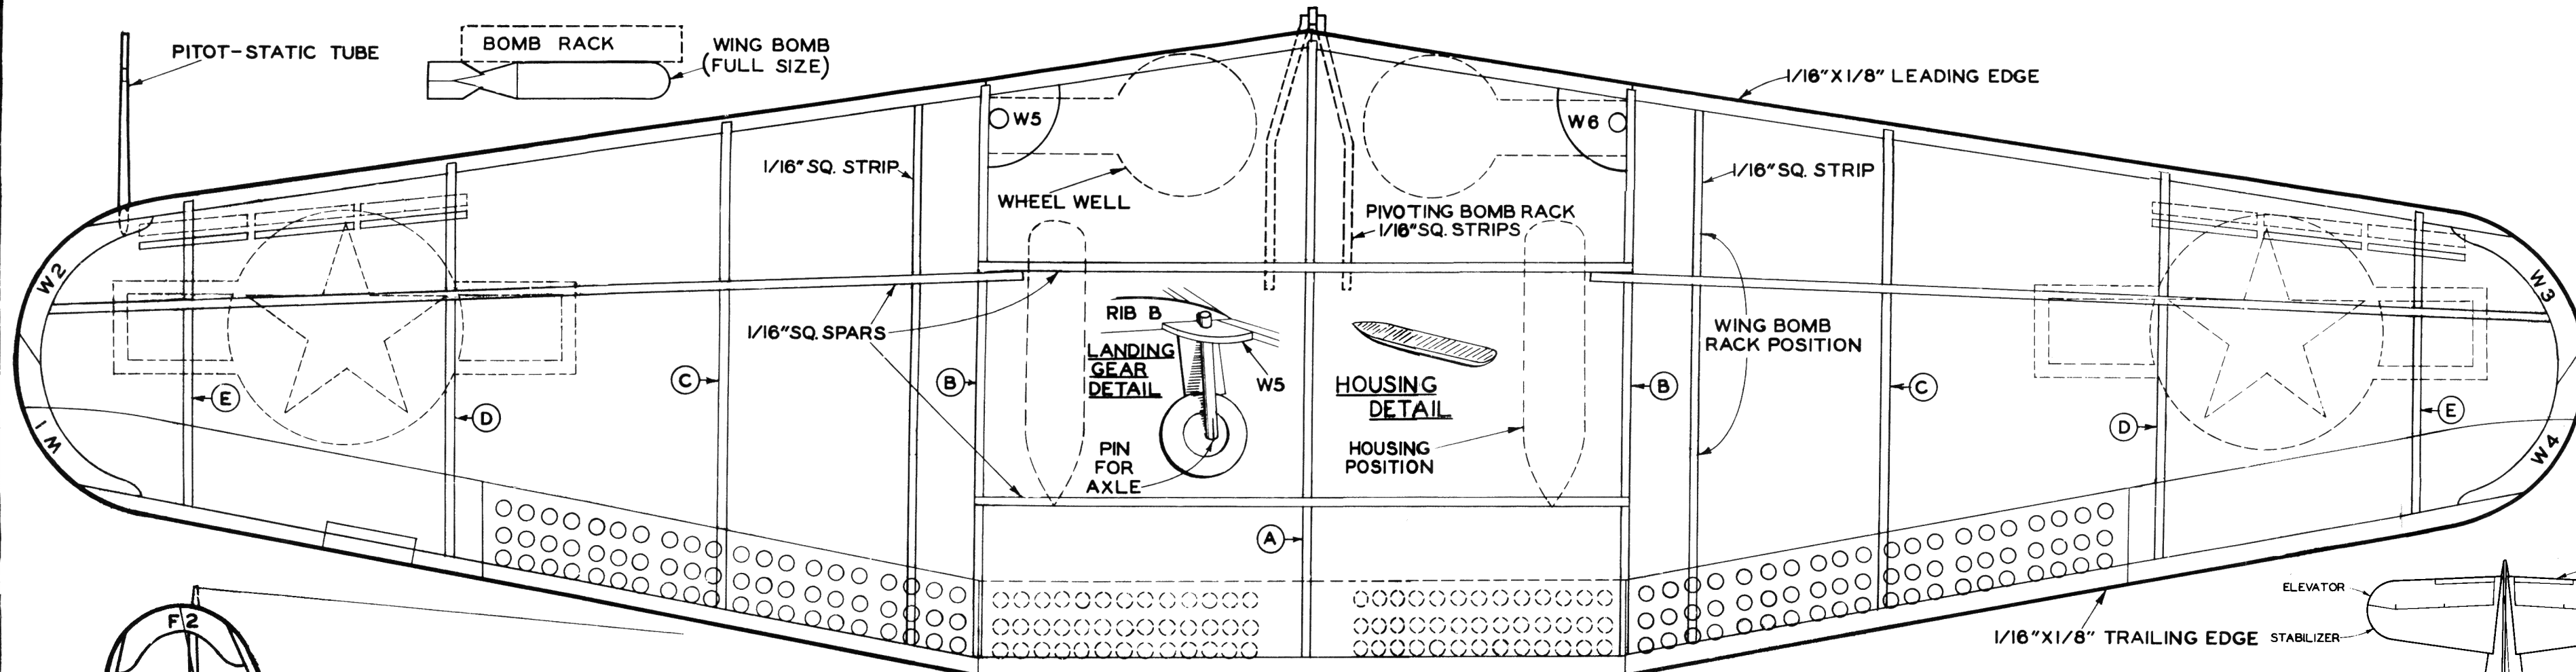 PITOT-STATIC TUBE
BOMB RACK
WING BOMB
(FULL SIZE)
1/16"X1/8" LEADING EDGE
W5
W6
1/16"SQ. STRIP
1/16"SQ. STRIP
WHEEL WELL
PIVOTING BOMB RACK
1/16"SQ. STRIPS
W2
W3
1/16"SQ. SPARS
RIB B
LANDING
GEAR
DETAIL
W5
HOUSING
DETAIL
WING BOMB
RACK POSITION
E
D
C
B
B
C
D
E
W1
W4
PIN
FOR
AXLE
HOUSING
POSITION
A
F2
ELEVATOR
1/16"X1/8" TRAILING EDGE
STABILIZER